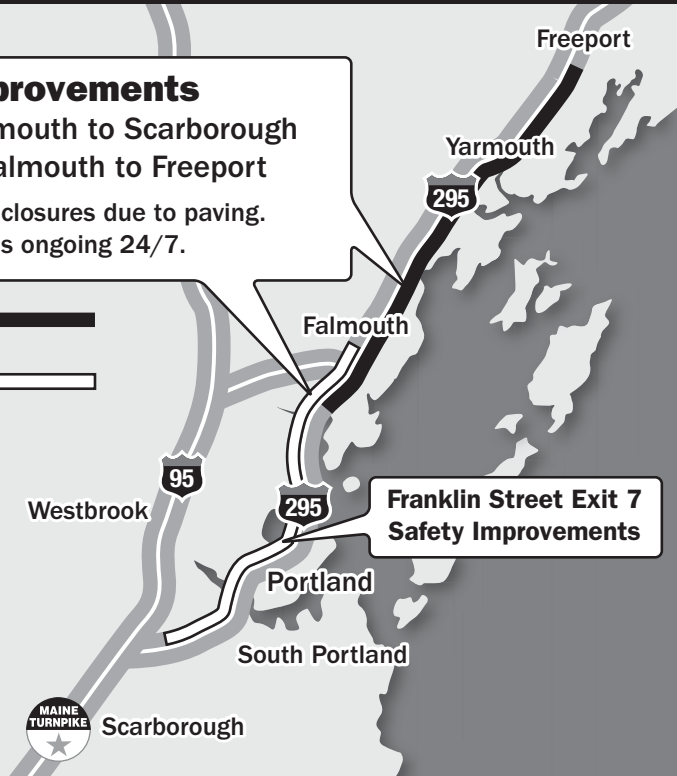 Freeport
provements
mouth to Scarborough
almouth to Freeport
closures due to paving.
s ongoing 24/7.
Yarmouth
295
Falmouth
95
Westbrook
295
Franklin Street Exit 7
Safety Improvements
Portland
South Portland
MAINE
TURNPIKE
Scarborough